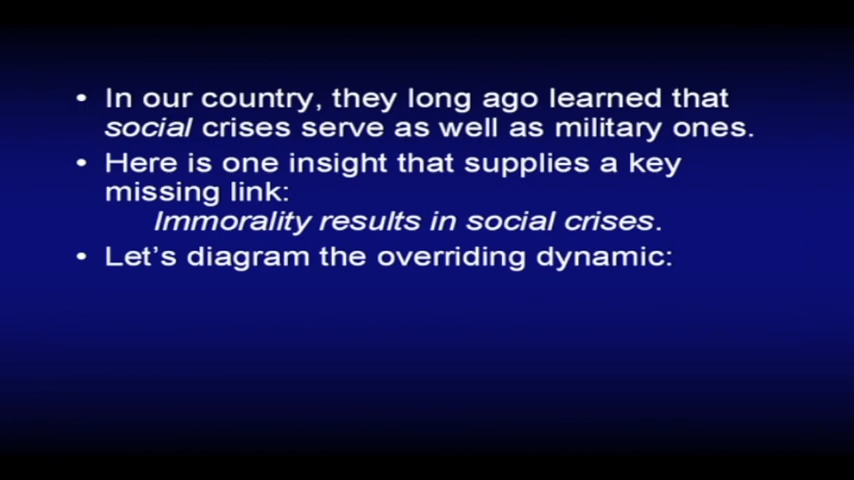 • In our country, they long ago learned that
social crises serve as well as military ones.
• Here is one insight that supplies a key
missing link:
Immorality results in social crises.
• Let's diagram the overriding dynamic: